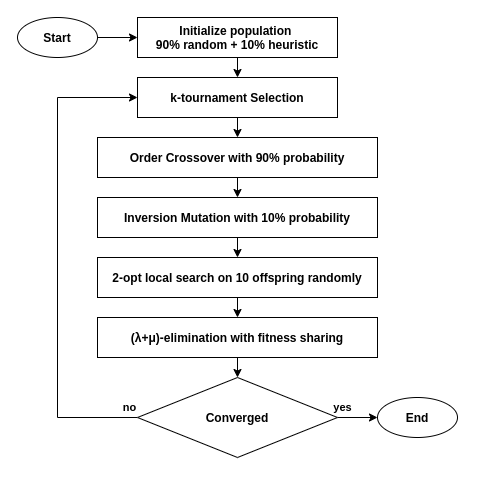 Start
Initialize population
90% random + 10% heuristic
k-tournament Selection
Order Crossover with 90% probability
Inversion Mutation with 10% probability
2-opt local search on 10 offspring randomly
(λ+μ)-elimination with fitness sharing
no
Converged
yes
End